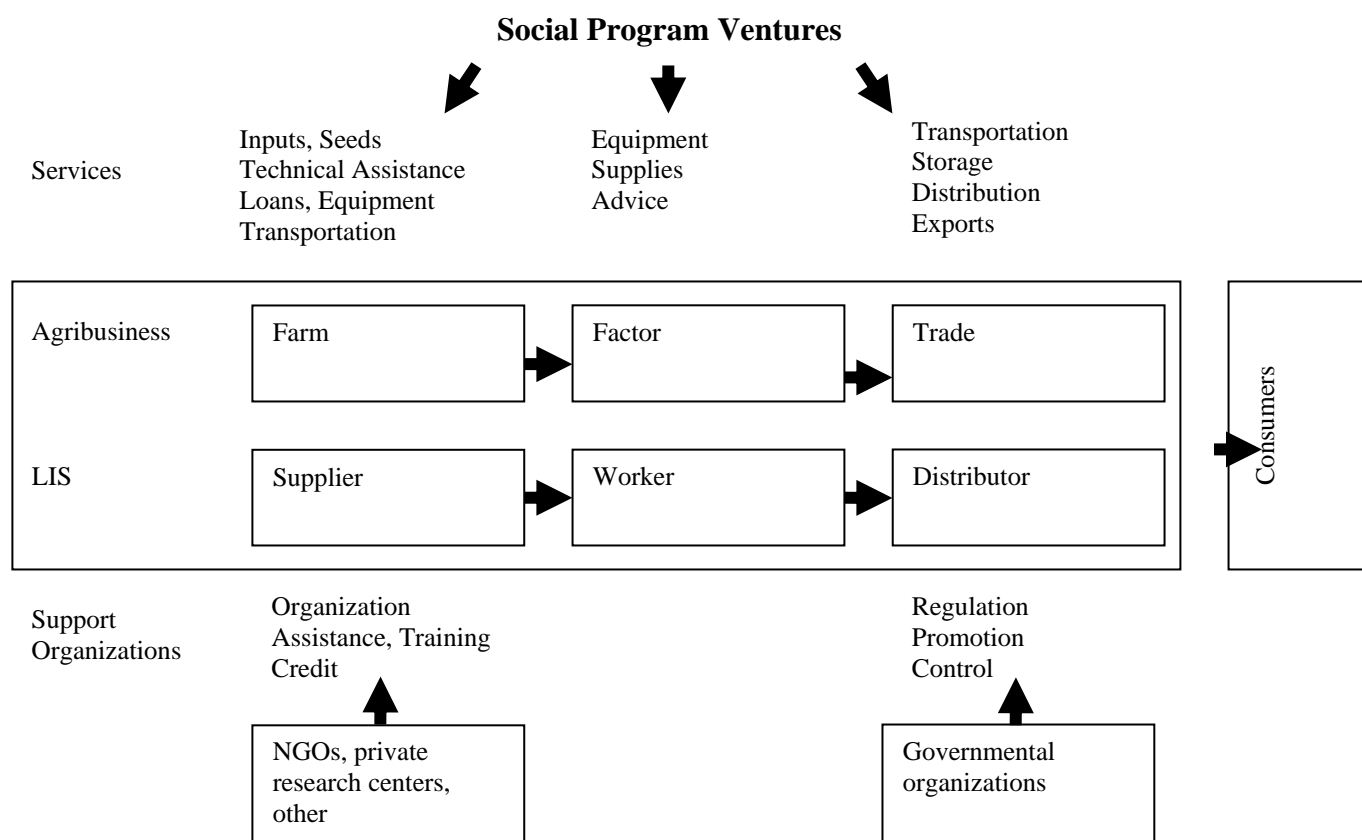 Social Program Ventures
Services
Inputs, Seeds
Technical Assistance
Loans, Equipment
Transportation
Equipment
Supplies
Advice
Transportation
Storage
Distribution
Exports
Agribusiness
Farm
Factor
Trade
LIS
Supplier
Worker
Distributor
Consumers
Support
Organizations
Organization
Assistance, Training
Credit
Regulation
Promotion
Control
NGOs, private
research centers,
other
Governmental
organizations